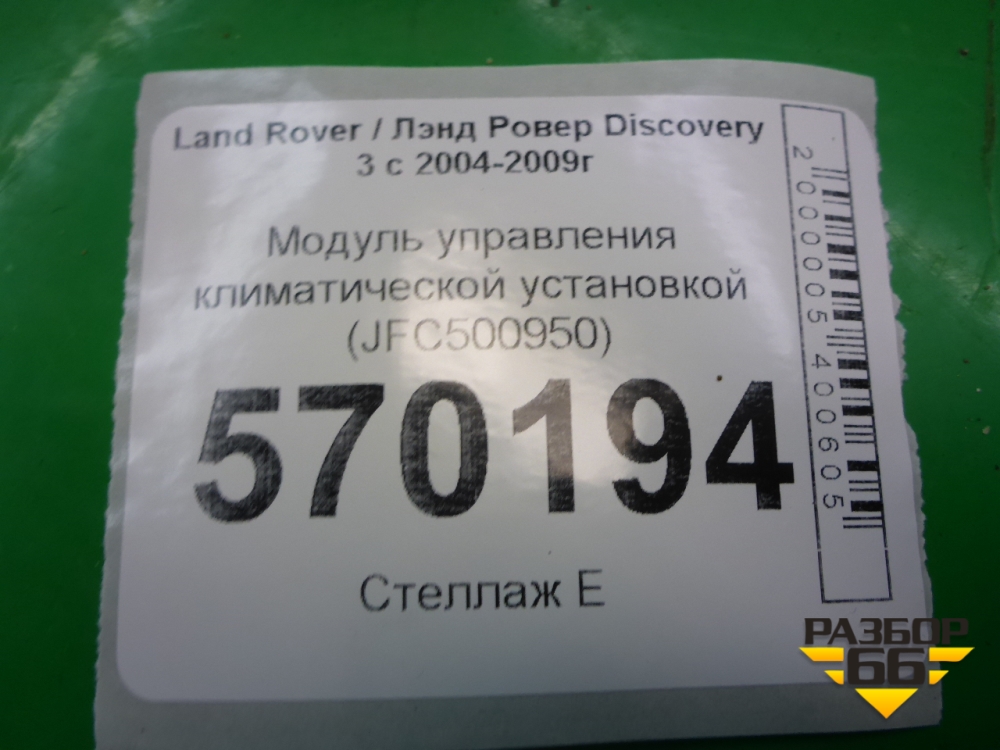 Land Rover / Лэнд Ровер Discovery
3 с 2004-2009г
Модуль управления
климатической установкой
(JFC500950)
570194
Стеллаж Е
2000005400605
РАЗБОР
66